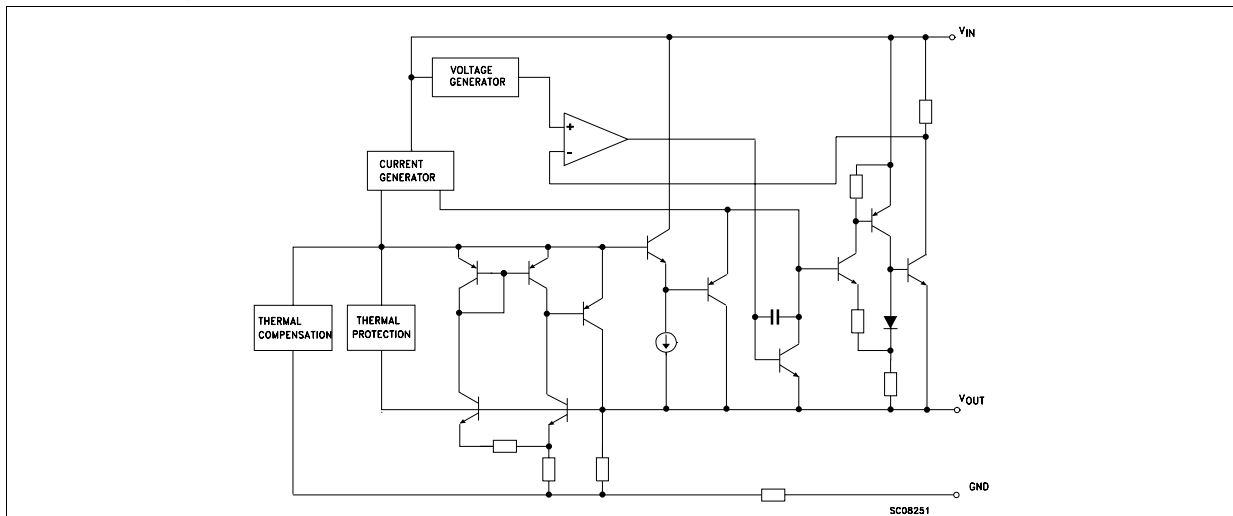 VIN
VOLTAGE
GENERATOR
+
-
CURRENT
GENERATOR
THERMAL
COMPENSATION
THERMAL
PROTECTION
VOUT
GND
SC08251